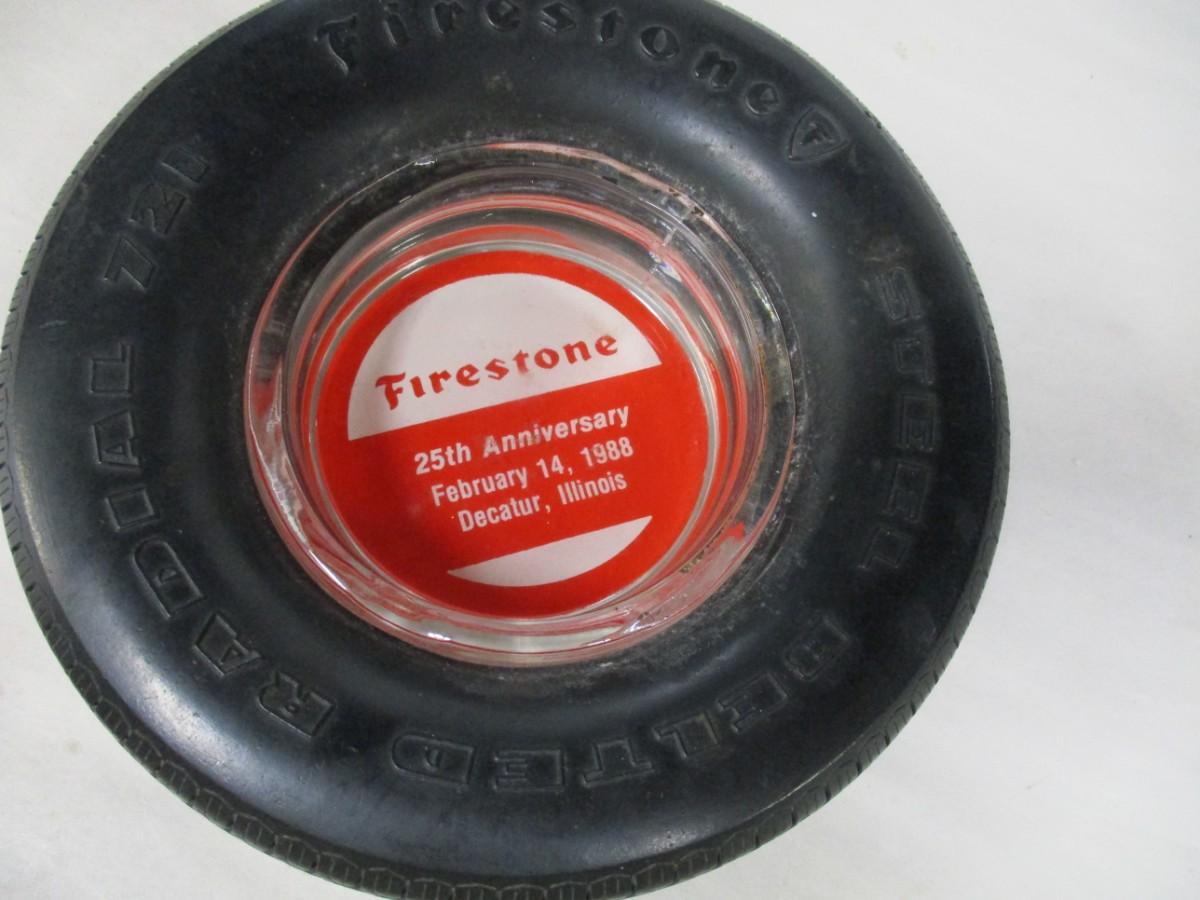 Firestone F
STEEL BELTED RADIAL 721
Firestone
25th Anniversary
February 14, 1988
Decatur, Illinois